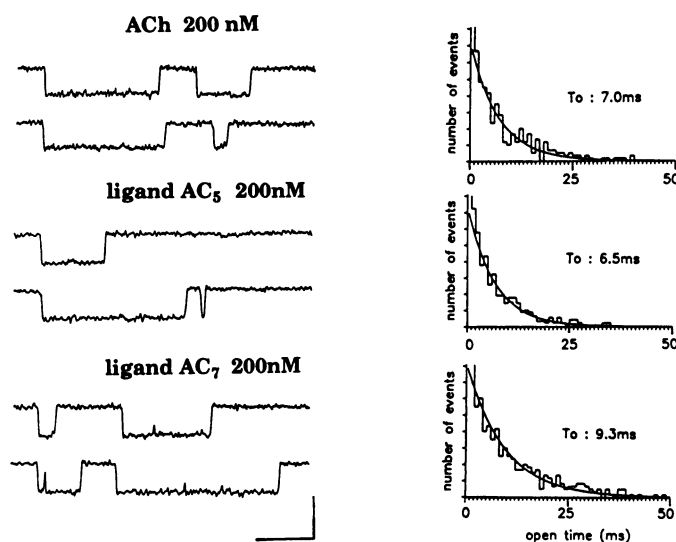 ACh 200 nM
number of events
To : 7.0ms
0 25 50
ligand AC₅ 200nM
number of events
To : 6.5ms
0 25 50
ligand AC₇ 200nM
number of events
To : 9.3ms
0 25 50
open time (ms)